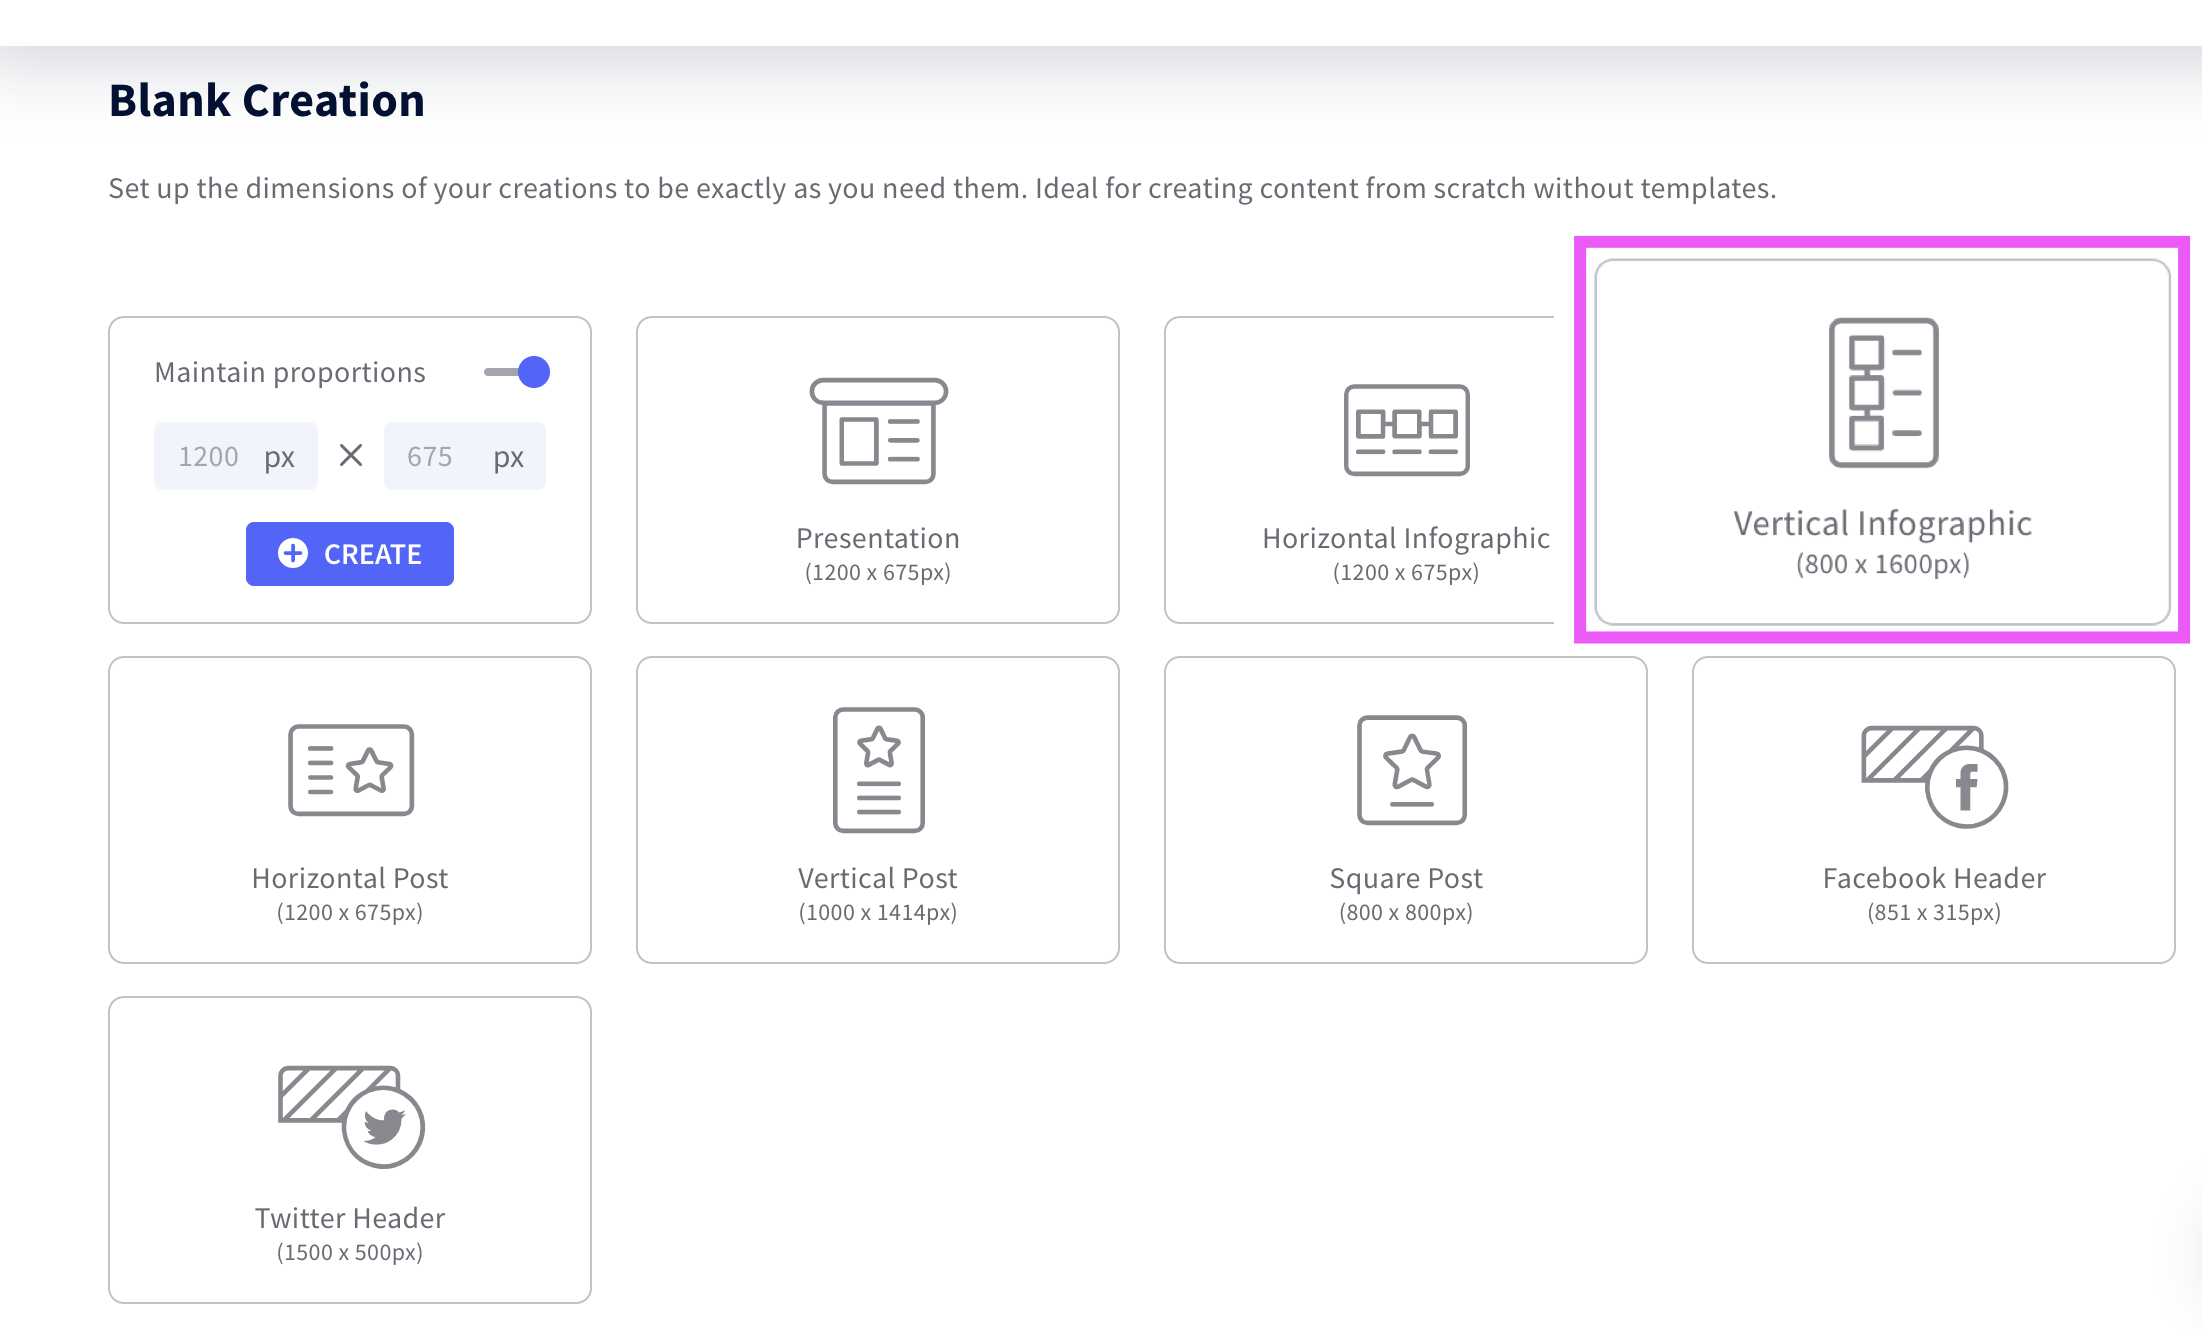 Blank Creation
Set up the dimensions of your creations to be exactly as you need them. Ideal for creating content from scratch without templates.
Maintain proportions
1200 px × 675 px
CREATE
Presentation
(1200 x 675px)
Horizontal Infographic
(1200 x 675px)
Vertical Infographic
(800 x 1600px)
Horizontal Post
(1200 x 675px)
Vertical Post
(1000 x 1414px)
Square Post
(800 x 800px)
Facebook Header
(851 x 315px)
Twitter Header
(1500 x 500px)